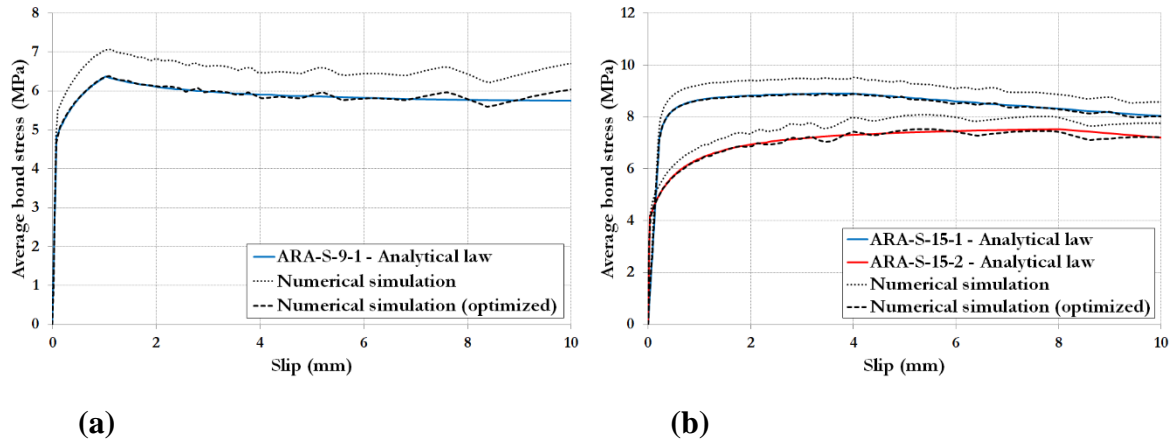 8
7
6
5
4
3
2
1
0
Average bond stress (MPa)
ARA-S-9-1 - Analytical law
Numerical simulation
Numerical simulation (optimized)
0 2 4 6 8 10
Slip (mm)
(a)
12
10
8
6
4
2
0
Average bond stress (MPa)
ARA-S-15-1 - Analytical law
ARA-S-15-2 - Analytical law
Numerical simulation
Numerical simulation (optimized)
0 2 4 6 8 10
Slip (mm)
(b)